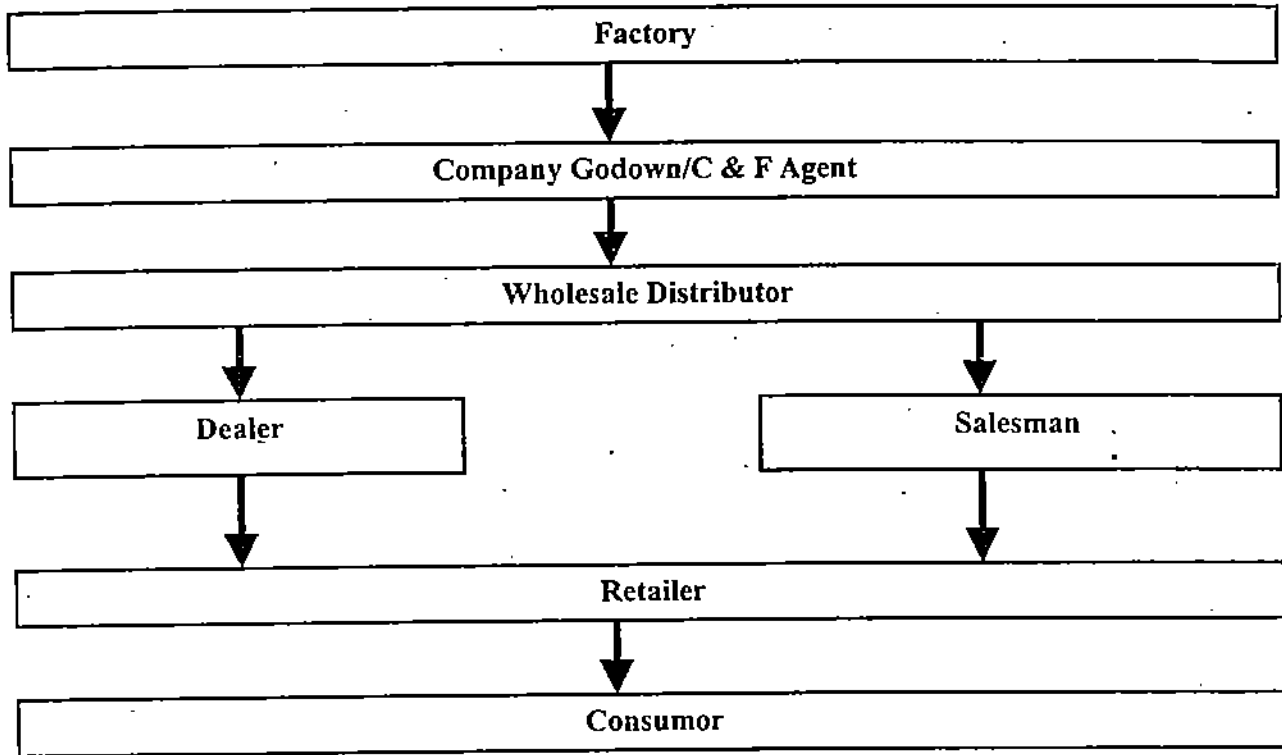 Factory
Company Godown/C & F Agent
Wholesale Distributor
Dealer
Salesman
Retailer
Consumor